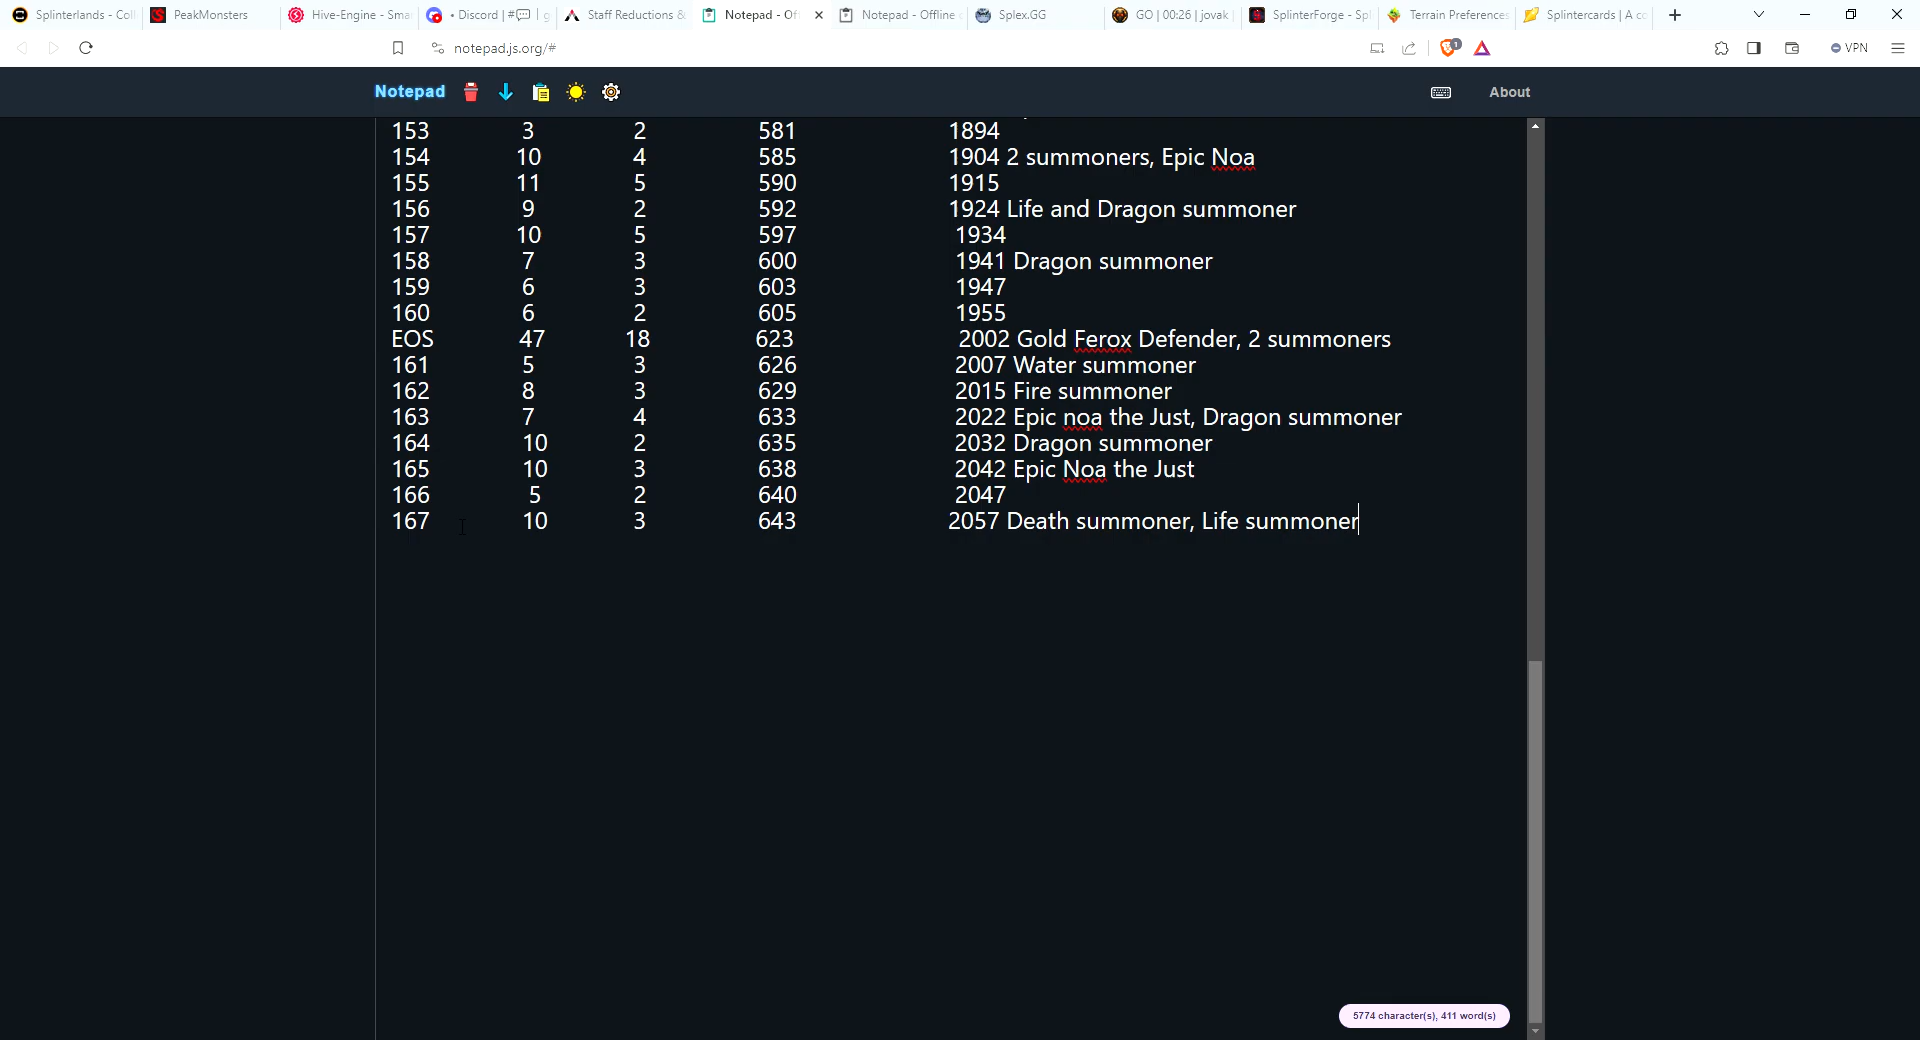 Splinterlands - Coll
PeakMonsters
Hive-Engine - Sma
• Discord | #💬 | g
Staff Reductions &
Notepad - Of
Notepad - Offline
Splex.GG
GO | 00:26 | jovak
SplinterForge - Spl
Terrain Preferences
Splintercards | A co
notepad.js.org/#
1
VPN
Notepad
About
153 3 2 581 1894
154 10 4 585 1904 2 summoners, Epic Noa
155 11 5 590 1915
156 9 2 592 1924 Life and Dragon summoner
157 10 5 597 1934
158 7 3 600 1941 Dragon summoner
159 6 3 603 1947
160 6 2 605 1955
EOS 47 18 623 2002 Gold Ferox Defender, 2 summoners
161 5 3 626 2007 Water summoner
162 8 3 629 2015 Fire summoner
163 7 4 633 2022 Epic noa the Just, Dragon summoner
164 10 2 635 2032 Dragon summoner
165 10 3 638 2042 Epic Noa the Just
166 5 2 640 2047
167 10 3 643 2057 Death summoner, Life summoner
5774 character(s), 411 word(s)